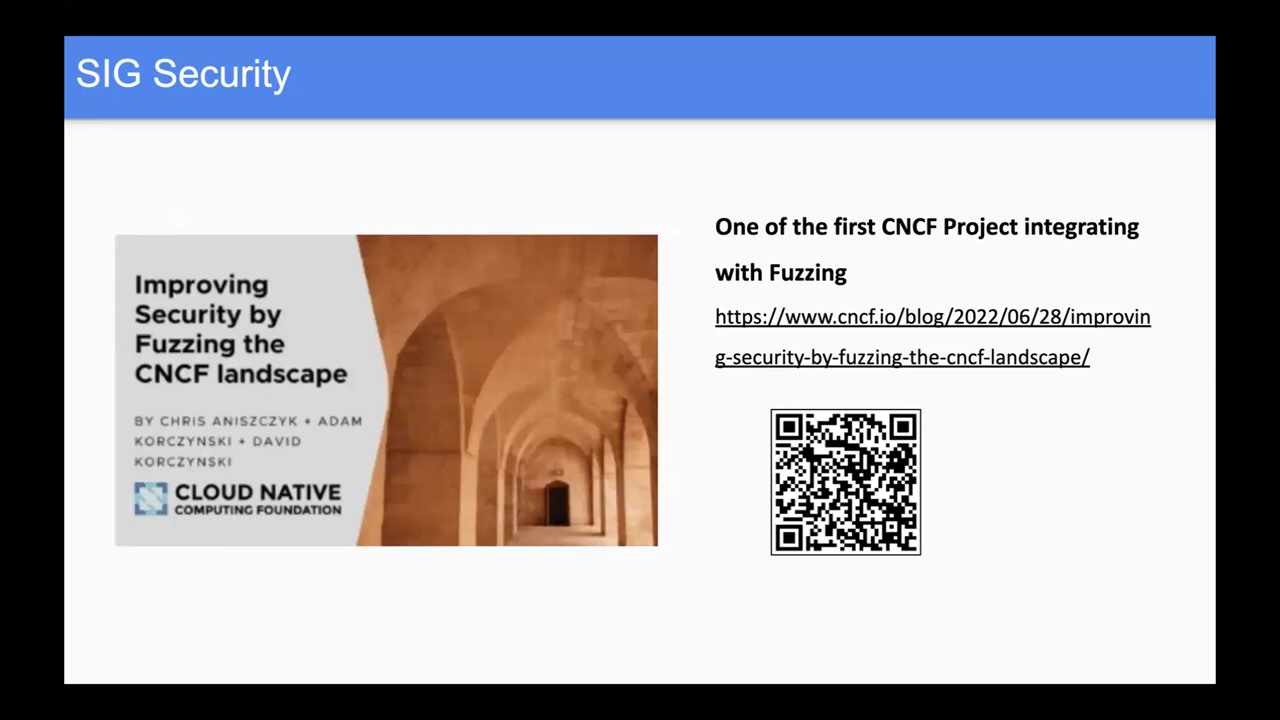 SIG Security
Improving
Security by
Fuzzing the
CNCF landscape
BY CHRIS ANISZCZYK + ADAM
KORCZYNSKI + DAVID
KORCZYNSKI
CLOUD NATIVE
COMPUTING FOUNDATION
One of the first CNCF Project integrating
with Fuzzing
https://www.cncf.io/blog/2022/06/28/improvin
g-security-by-fuzzing-the-cncf-landscape/